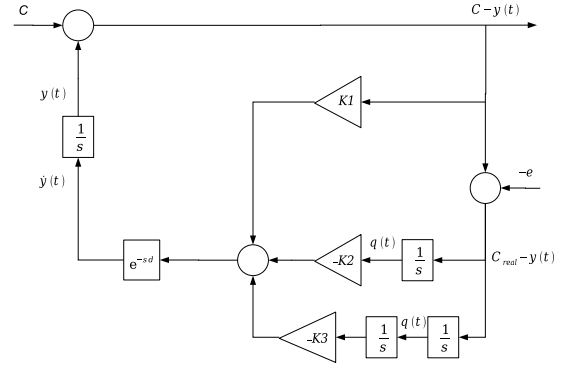 C
C – y (t)
K1
y (t)
1/s
–e
ẏ (t)
q (t)
C_real – y (t)
e^–sd
–K2
1/s
q (t)
–K3
1/s
1/s